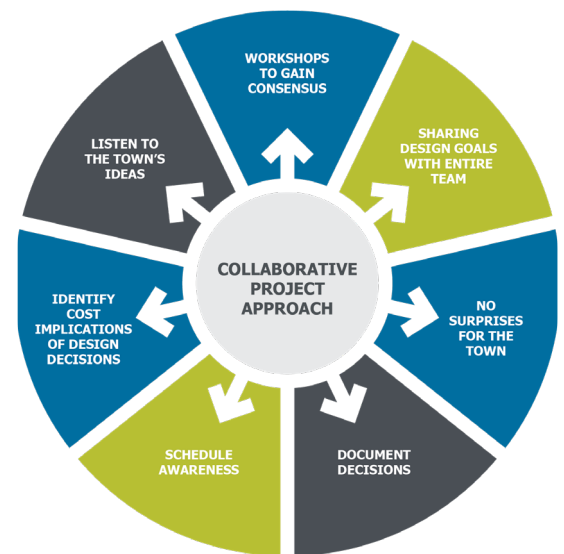 WORKSHOPS
TO GAIN
CONSENSUS
SHARING
DESIGN GOALS
WITH ENTIRE
TEAM
NO
SURPRISES
FOR THE
TOWN
DOCUMENT
DECISIONS
SCHEDULE
AWARENESS
IDENTIFY
COST
IMPLICATIONS
OF DESIGN
DECISIONS
LISTEN TO
THE TOWN'S
IDEAS
COLLABORATIVE
PROJECT
APPROACH